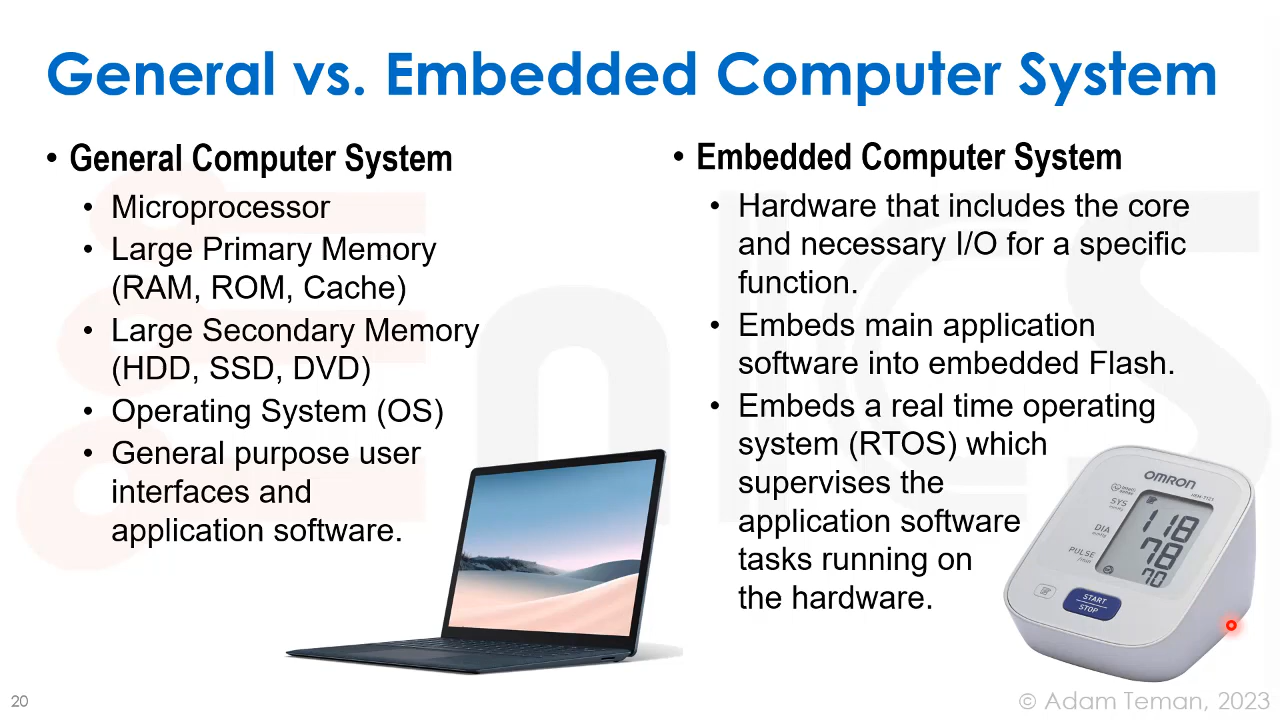 General vs. Embedded Computer System
• General Computer System
• Microprocessor
• Large Primary Memory
(RAM, ROM, Cache)
• Large Secondary Memory
(HDD, SSD, DVD)
• Operating System (OS)
• General purpose user
interfaces and
application software.
• Embedded Computer System
• Hardware that includes the core
and necessary I/O for a specific
function.
• Embeds main application
software into embedded Flash.
• Embeds a real time operating
system (RTOS) which
supervises the
application software
tasks running on
the hardware.
OMRON
SYS
118
DIA
78
PULSE
/min
70
START
STOP
20
© Adam Teman, 2023